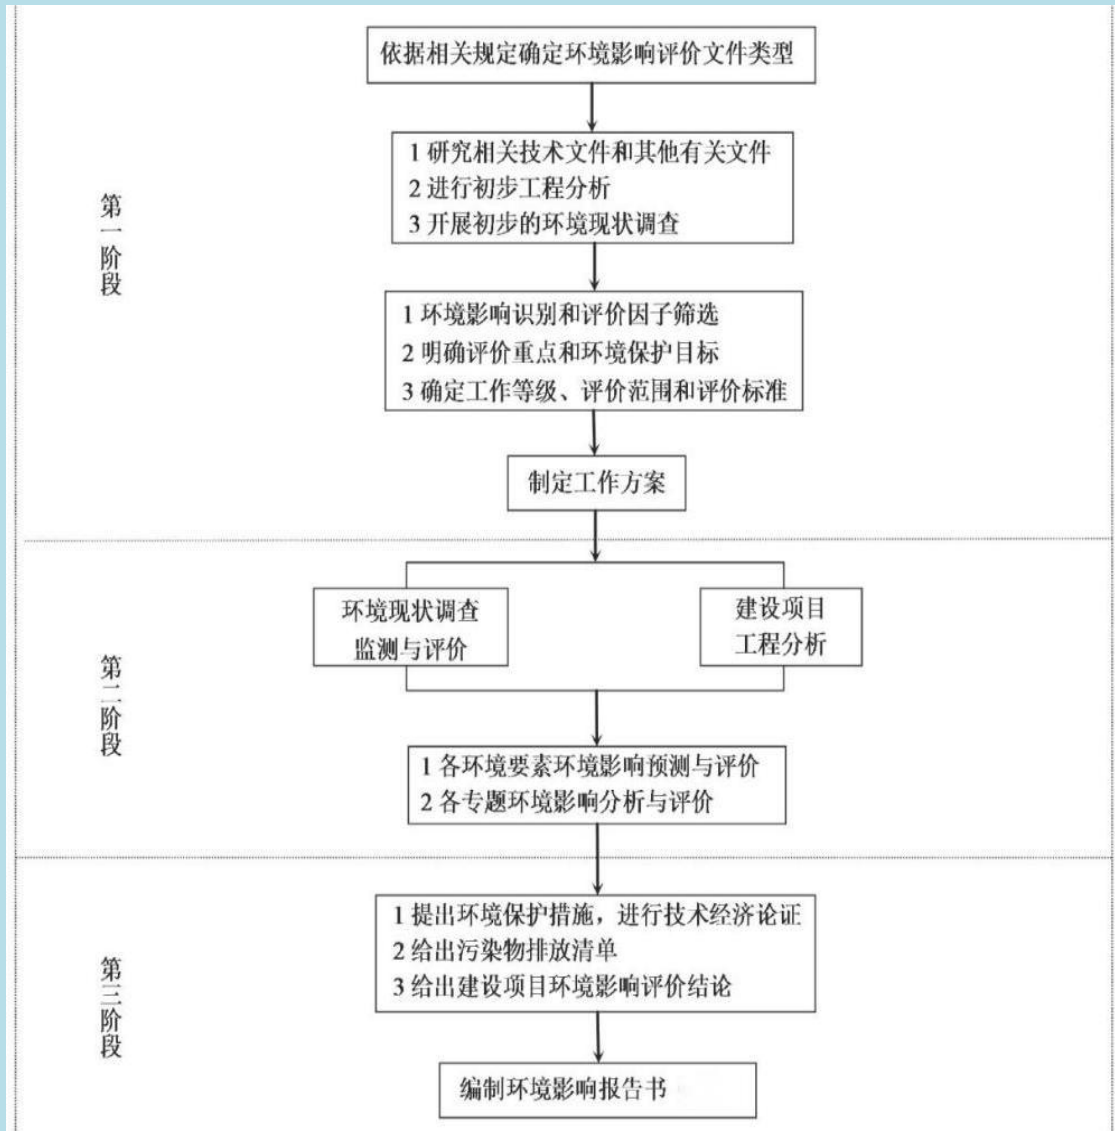 依据相关规定确定环境影响评价文件类型
第一阶段
1 研究相关技术文件和其他有关文件
2 进行初步工程分析
3 开展初步的环境现状调查
1 环境影响识别和评价因子筛选
2 明确评价重点和环境保护目标
3 确定工作等级、评价范围和评价标准
制定工作方案
第二阶段
环境现状调查
监测与评价
建设项目
工程分析
1 各环境要素环境影响预测与评价
2 各专题环境影响分析与评价
第三阶段
1 提出环境保护措施，进行技术经济论证
2 给出污染物排放清单
3 给出建设项目环境影响评价结论
编制环境影响报告书